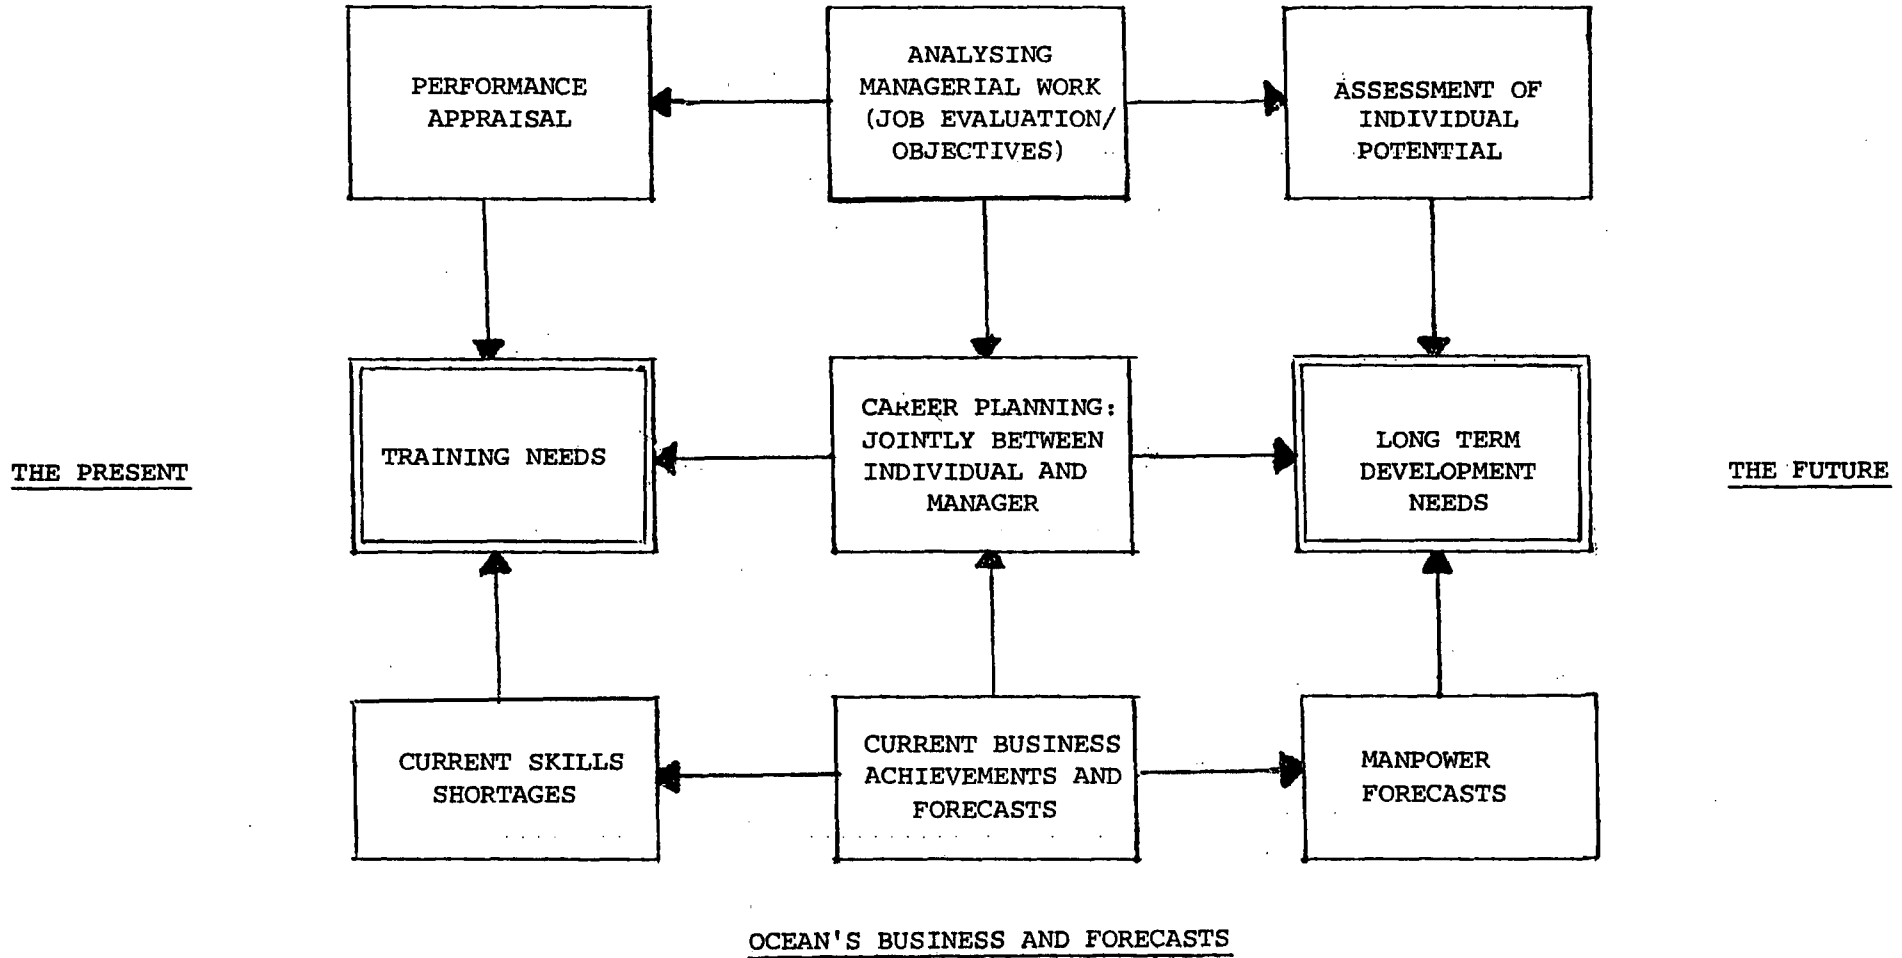 PERFORMANCE
APPRAISAL
ANALYSING
MANAGERIAL WORK
(JOB EVALUATION/
OBJECTIVES)
ASSESSMENT OF
INDIVIDUAL
POTENTIAL
THE PRESENT
TRAINING NEEDS
CAREER PLANNING:
JOINTLY BETWEEN
INDIVIDUAL AND
MANAGER
LONG TERM
DEVELOPMENT
NEEDS
THE FUTURE
CURRENT SKILLS
SHORTAGES
CURRENT BUSINESS
ACHIEVEMENTS AND
FORECASTS
MANPOWER
FORECASTS
OCEAN'S BUSINESS AND FORECASTS